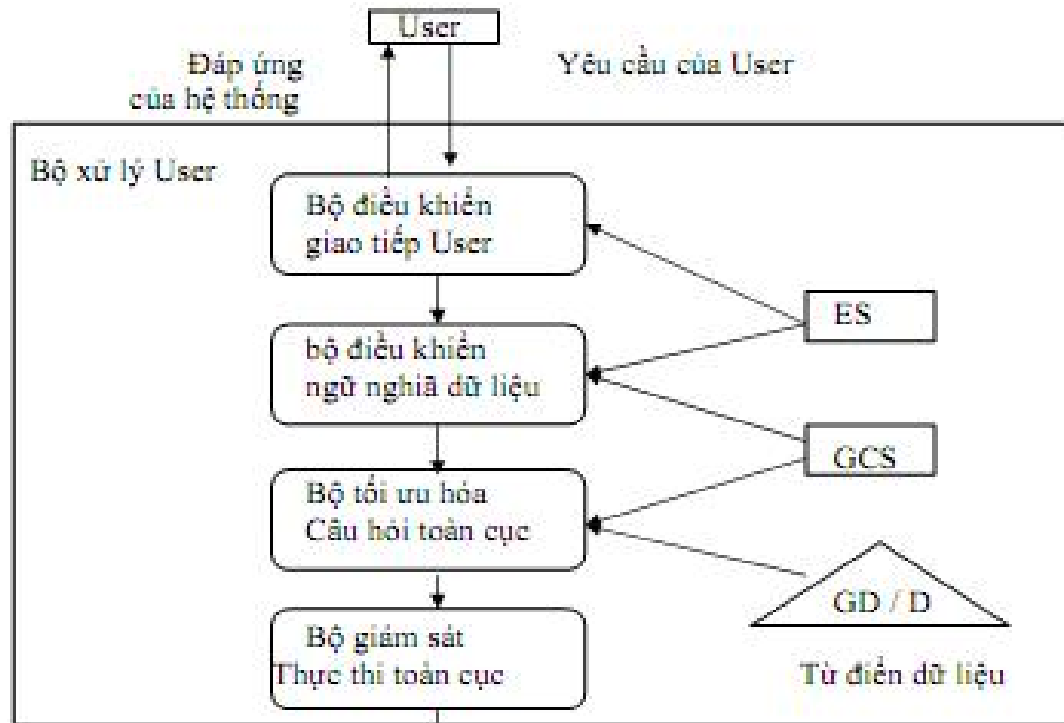 User
Đáp ứng
của hệ thống
Yêu cầu của User
Bộ xử lý User
Bộ điều khiển
giao tiếp User
ES
bộ điều khiển
ngữ nghiã dữ liệu
GCS
Bộ tối ưu hóa
Câu hỏi toàn cục
GD / D
Bộ giám sát
Thực thi toàn cục
Từ điển dữ liệu